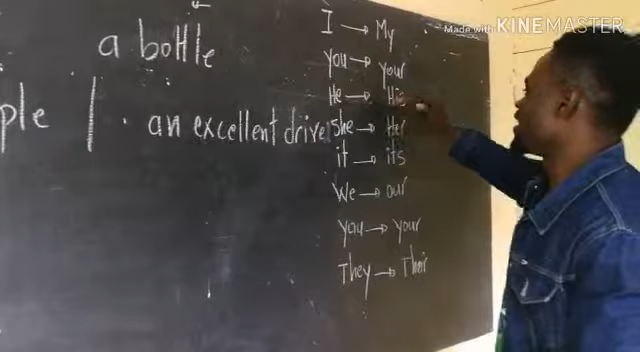 Made with KINEMASTER
a bottle
ple | . an excellent driver
I → My
you → your
He → His
she → Her
it → its
We → our
you → your
They → Their